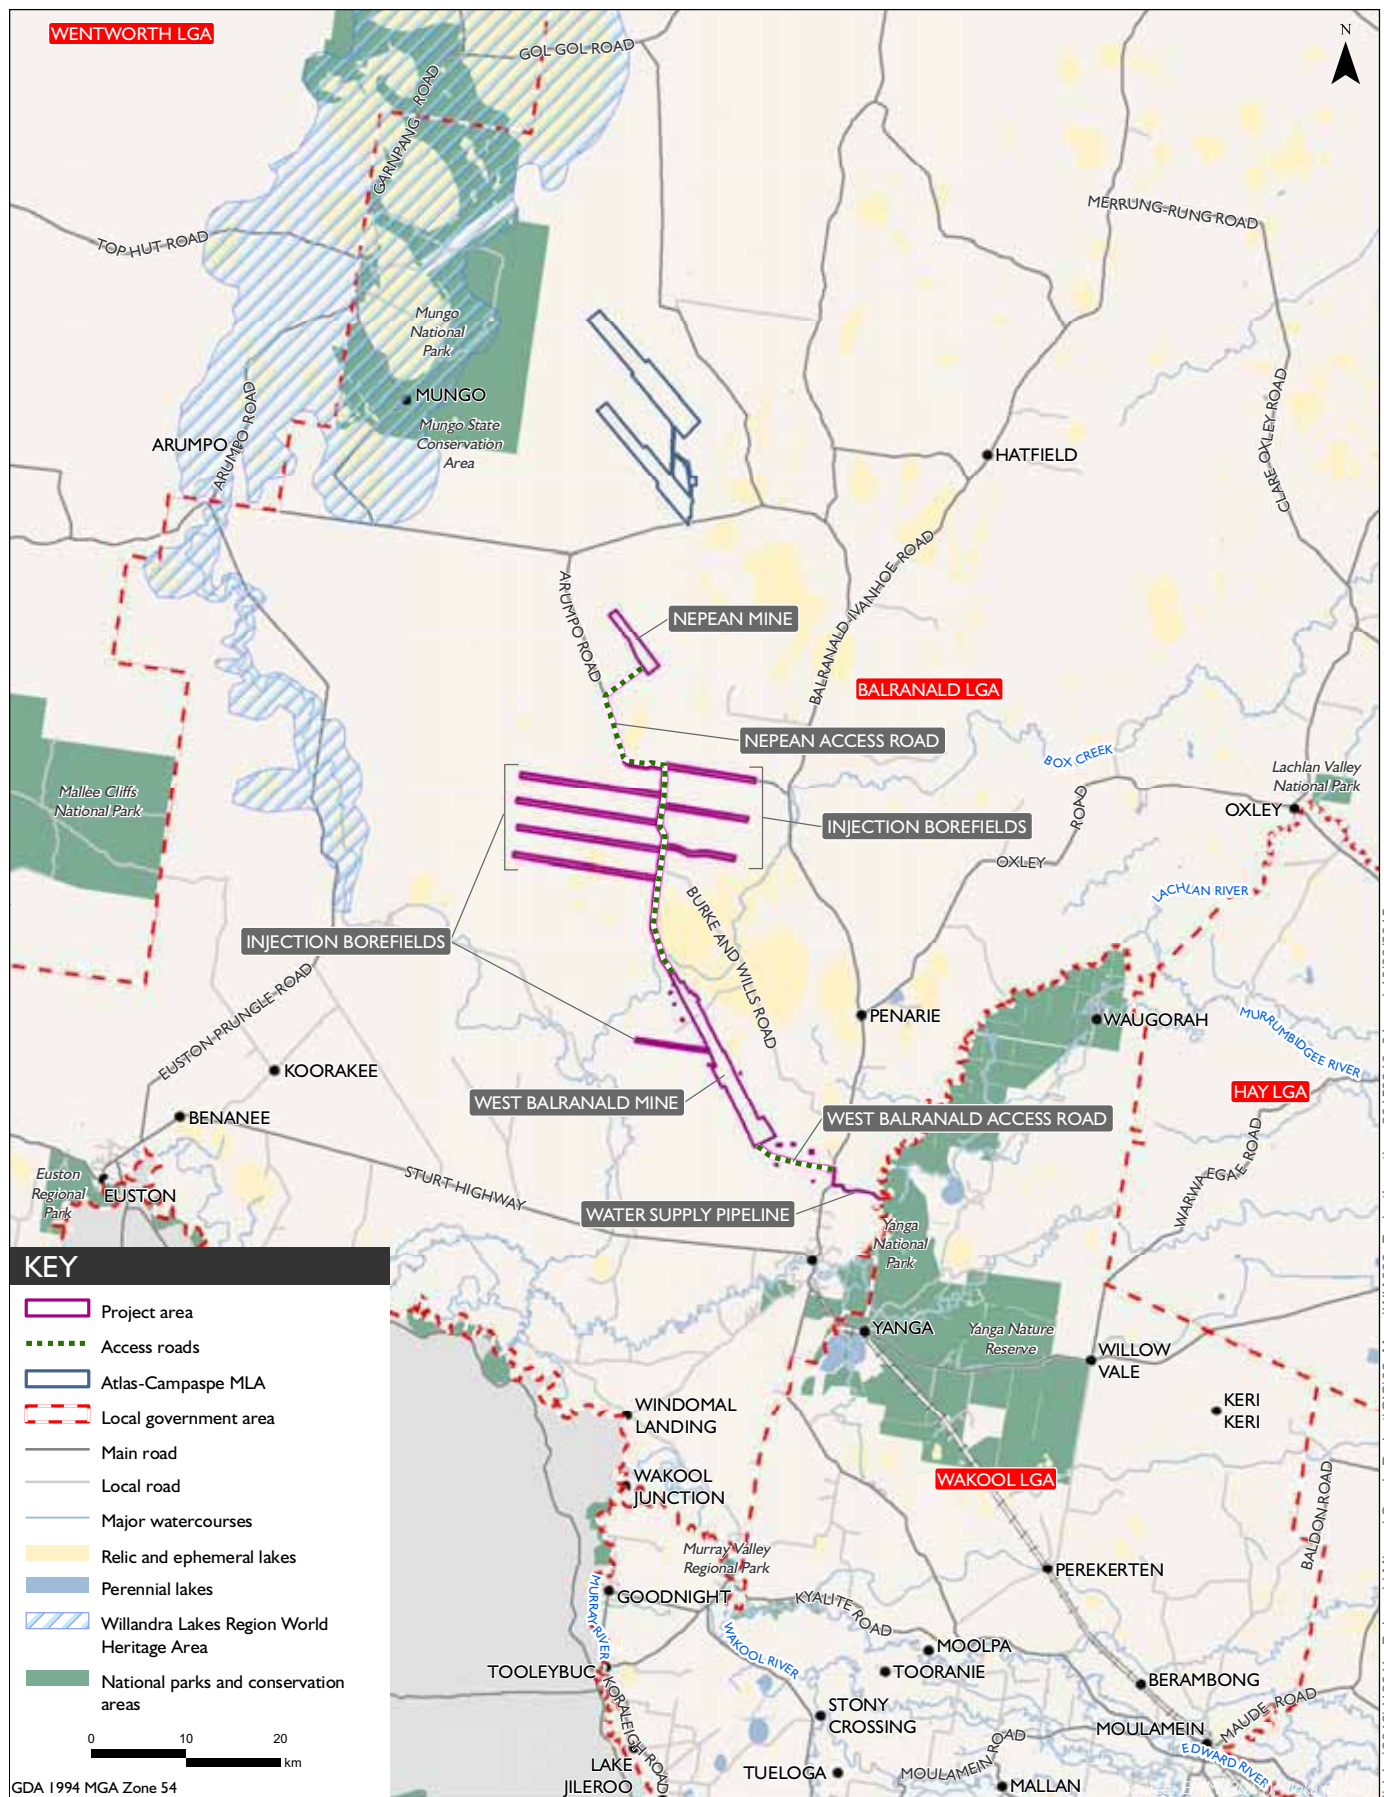 WENTWORTH LGA
N
GOL GOL ROAD
GARNPANG ROAD
MERRUNG-RUNG ROAD
TOP HUT ROAD
Mungo
National
Park
MUNGO
Mungo State
Conservation
Area
ARUMPO
ARUMPO ROAD
ARUMPO ROAD
CLARE OXLEY ROAD
HATFIELD
ARUMPO ROAD
BALRANALD-IVANHOE ROAD
NEPEAN MINE
BALRANALD LGA
NEPEAN ACCESS ROAD
BOX CREEK
Lachlan Valley
National Park
OXLEY
Mallee Cliffs
National Park
INJECTION BOREFIELDS
OXLEY ROAD
LACHLAN RIVER
BURKE AND WILLS ROAD
INJECTION BOREFIELDS
EUSTON-PRUNGLE ROAD
PENARIE
WAUGORAH
MURRUMBIDGEE RIVER
KOORAKEE
HAY LGA
BENANEE
WEST BALRANALD MINE
WEST BALRANALD ACCESS ROAD
WARWAEGAE ROAD
Euston
Regional
Park
EUSTON
STURT HIGHWAY
WATER SUPPLY PIPELINE
Yanga
National
Park
YANGA
Yanga Nature
Reserve
WILLOW
VALE
KERI
KERI
WINDOMAL
LANDING
WAKOOL
JUNCTION
WAKOOL LGA
BALDON ROAD
Murray Valley
Regional Park
PEREKERTEN
GOODNIGHT
KYALITE ROAD
MURRAY RIVER
WAKOOL RIVER
MOOLPA
TOORANIE
TOOLEYBUC
BERAMBONG
KORALEIGH ROAD
STONY
CROSSING
MAUDE ROAD
MOULAMEIN
EDWARD RIVER
MOULAMEIN ROAD
LAKE
JILEROO
TUELOGA
MALLAN
KEY
Project area
Access roads
Atlas-Campaspe MLA
Local government area
Main road
Local road
Major watercourses
Relic and ephemeral lakes
Perennial lakes
Willandra Lakes Region World
Heritage Area
National parks and conservation
areas
0 10 20
km
GDA 1994 MGA Zone 54